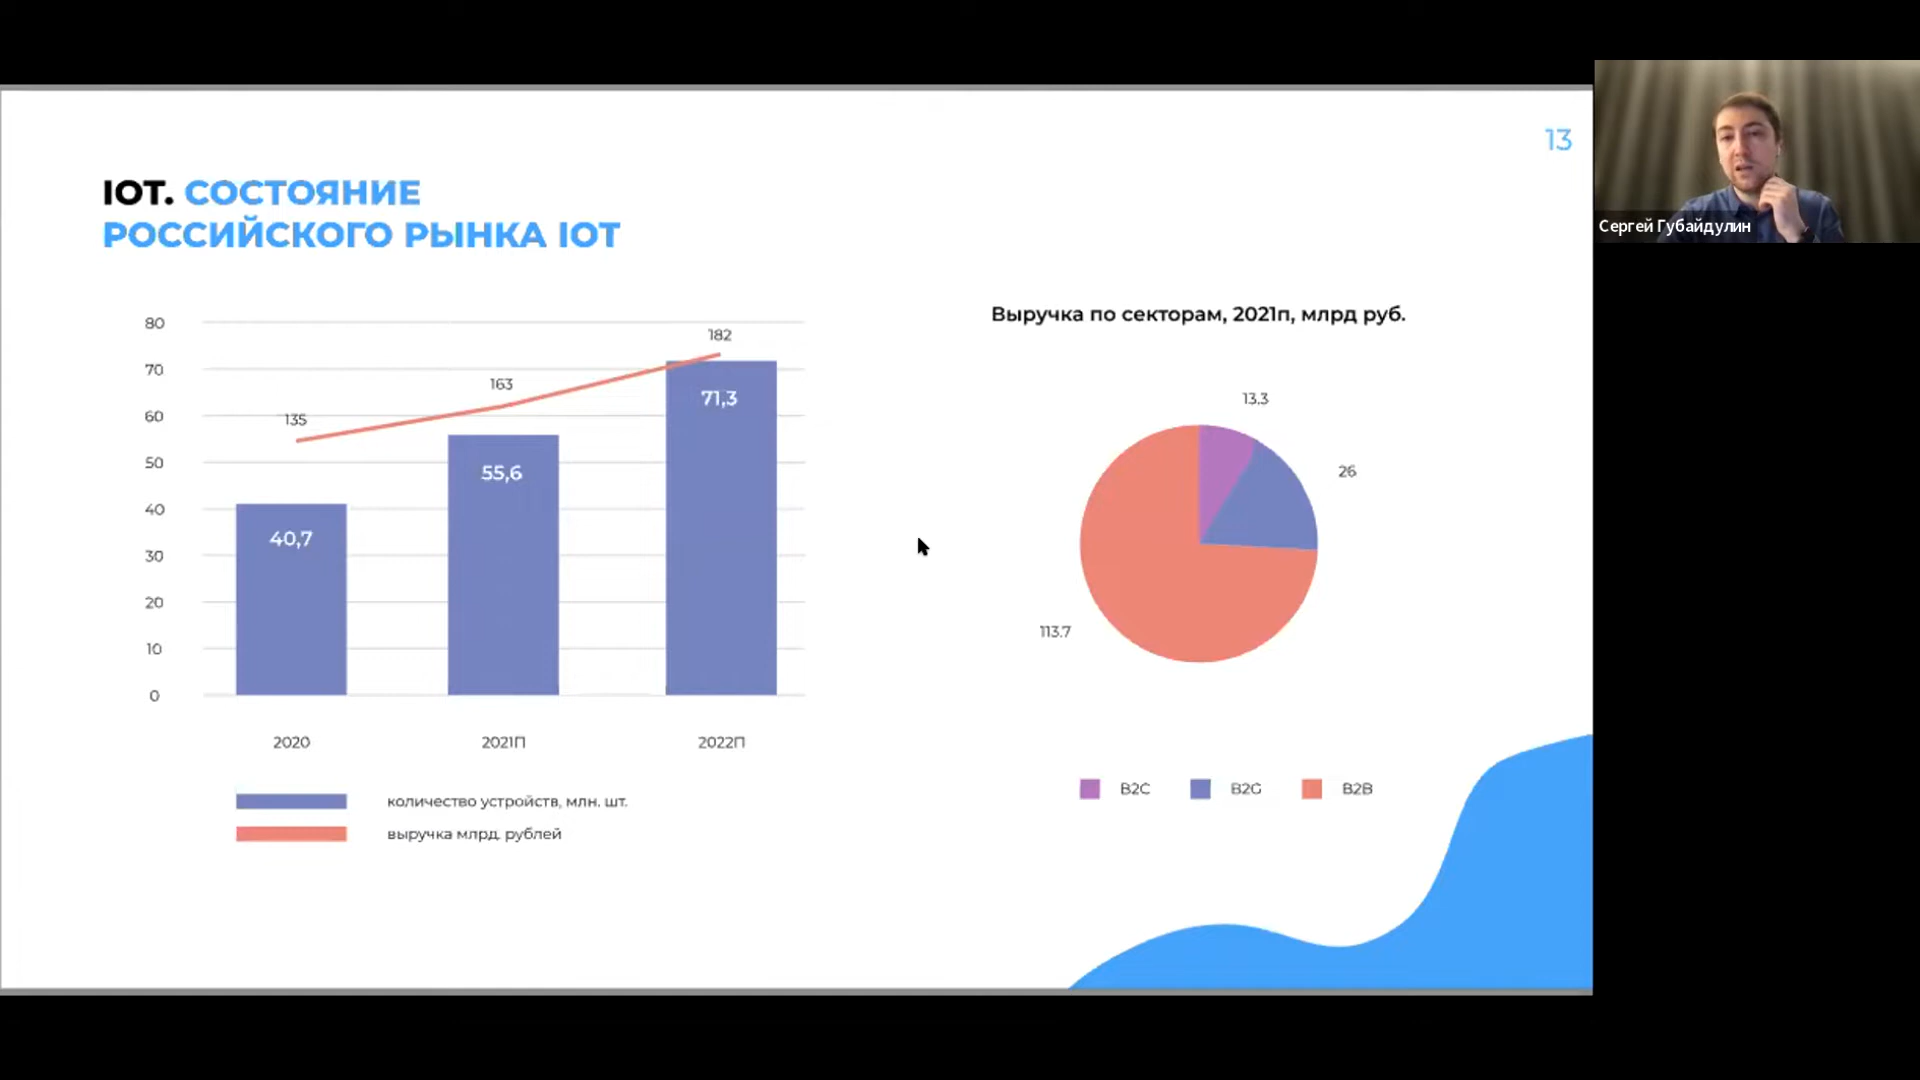 13
IOT. СОСТОЯНИЕ
РОССИЙСКОГО РЫНКА IOT
80
70
60
50
40
30
20
10
0
135
163
182
40,7
55,6
71,3
2020
2021П
2022П
количество устройств, млн. шт.
выручка млрд. рублей
Выручка по секторам, 2021п, млрд руб.
13.3
26
113.7
B2C
B2G
B2B
Сергей Губайдулин